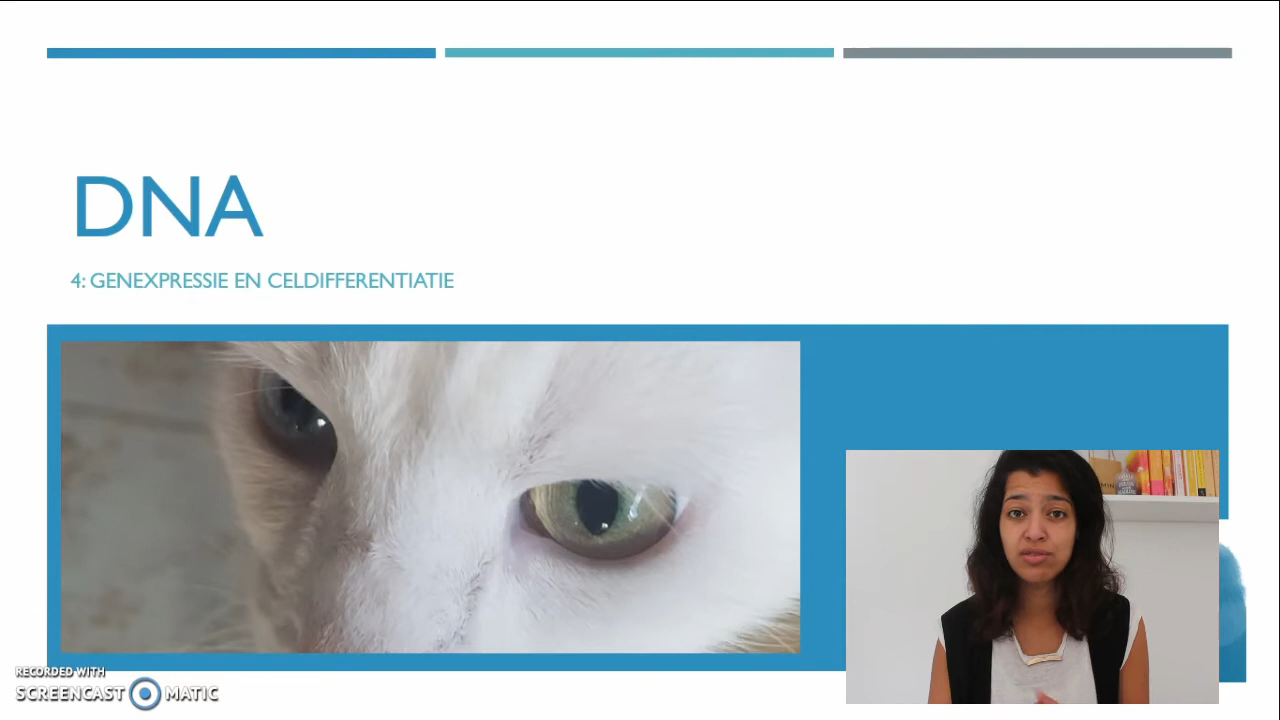 DNA
4: GENEXPRESSIE EN CELDIFFERENTIATIE
RECORDED WITH
SCREENCAST MATIC